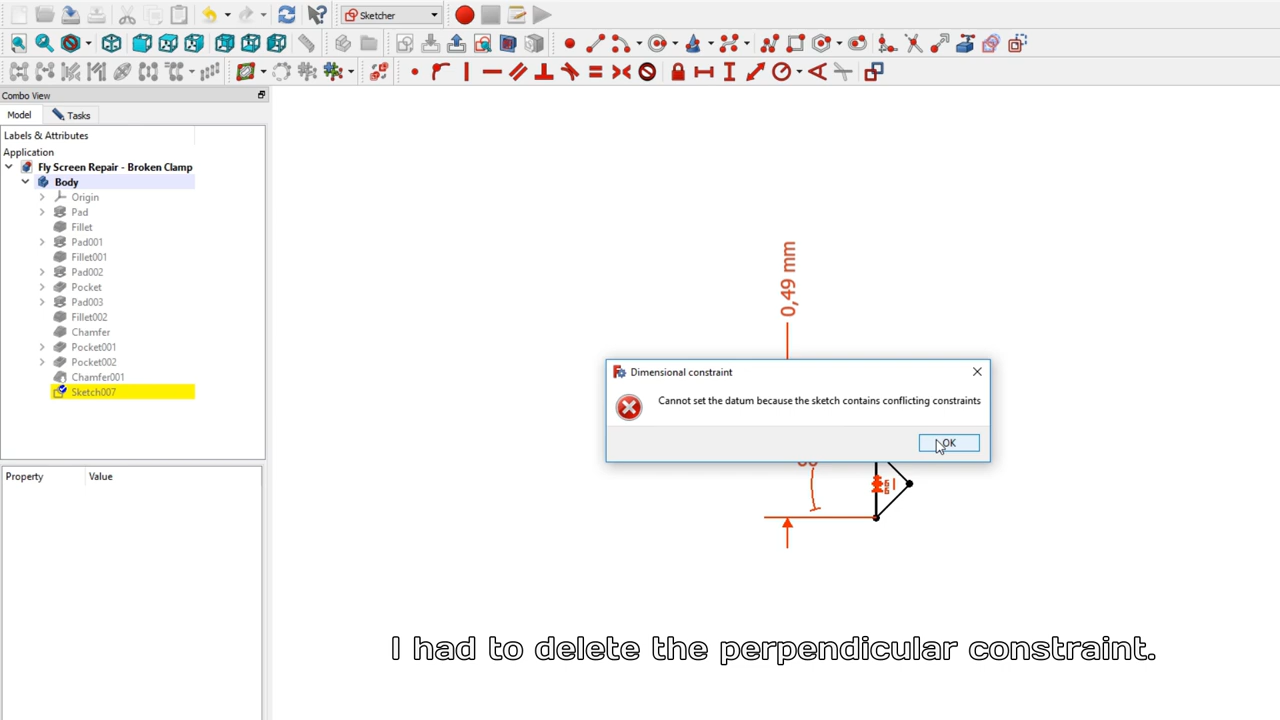 Sketcher
Combo View
Model
Tasks
Labels & Attributes
Application
Fly Screen Repair - Broken Clamp
Body
Origin
Pad
Fillet
Pad001
Fillet001
Pad002
Pocket
Pad003
Fillet002
Chamfer
Pocket001
Pocket002
Chamfer001
Sketch007
Property Value
0,49 mm
Dimensional constraint
Cannot set the datum because the sketch contains conflicting constraints
OK
I had to delete the perpendicular constraint.